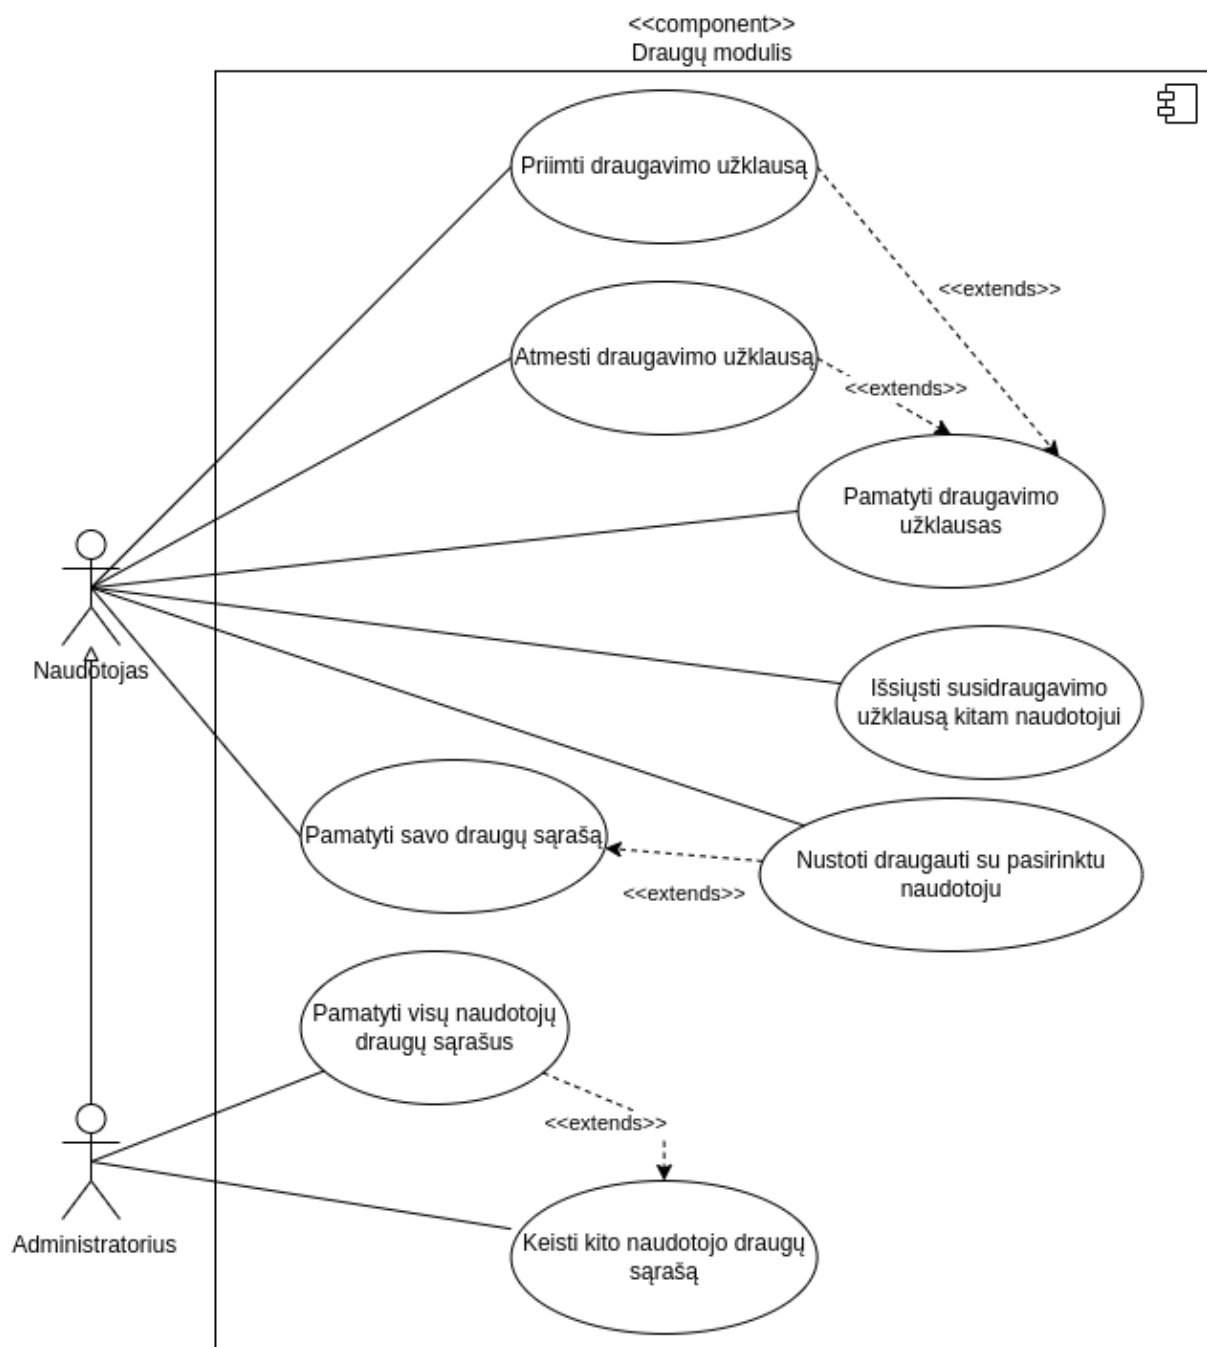 <<component>>
Draugų modulis
Priimti draugavimo užklausą
<<extends>>
Atmesti draugavimo užklausą
<<extends>>
Pamatyti draugavimo
užklausas
Naudotojas
Išsiųsti susidraugavimo
užklausą kitam naudotojui
Pamatyti savo draugų sąrašą
Nustoti draugauti su pasirinktu
naudotoju
<<extends>>
Pamatyti visų naudotojų
draugų sąrašus
<<extends>>
Administratorius
Keisti kito naudotojo draugų
sąrašą